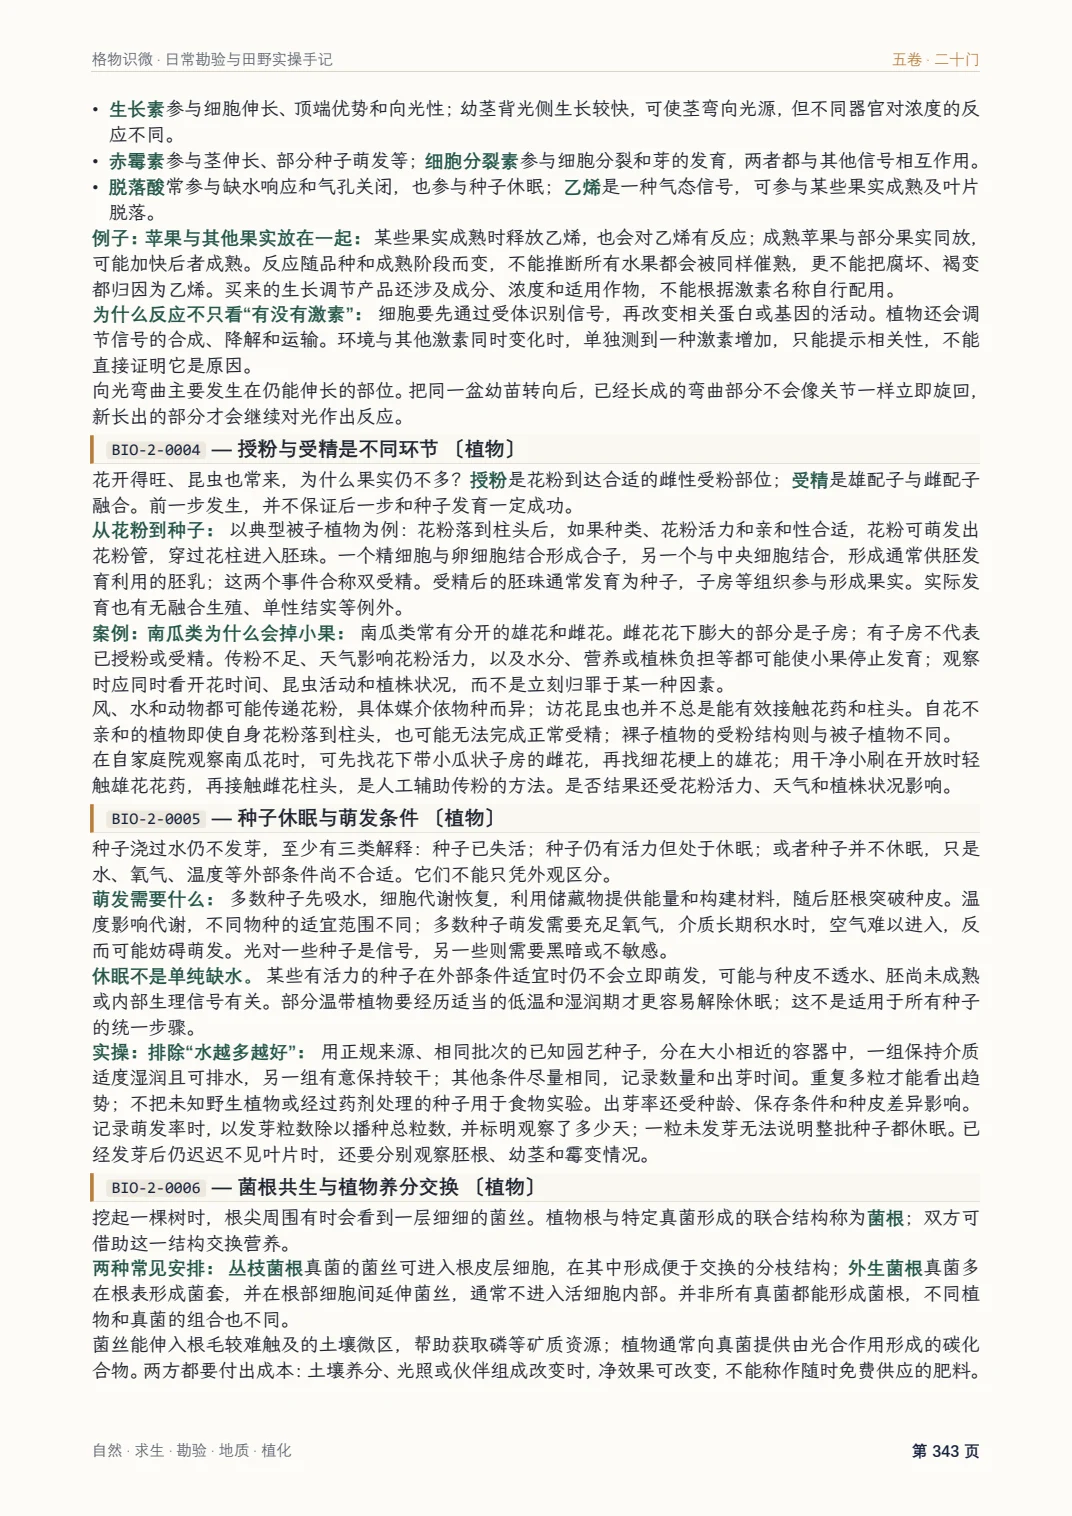 格物识微 · 日常勘验与田野实操手记
五卷 · 二十门
• 生长素参与细胞伸长、顶端优势和向光性；幼茎背光侧生长较快，可使茎弯向光源，但不同器官对浓度的反
应不同。
• 赤霉素参与茎伸长、部分种子萌发等；细胞分裂素参与细胞分裂和芽的发育，两者都与其他信号相互作用。
• 脱落酸常参与缺水响应和气孔关闭，也参与种子休眠；乙烯是一种气态信号，可参与某些果实成熟及叶片
脱落。
例子：苹果与其他果实放在一起： 某些果实成熟时释放乙烯，也会对乙烯有反应；成熟苹果与部分果实同放，
可能加快后者成熟。反应随品种和成熟阶段而变，不能推断所有水果都会被同样催熟，更不能把腐坏、褐变
都归因为乙烯。买来的生长调节产品还涉及成分、浓度和适用作物，不能根据激素名称自行配用。
为什么反应不只看“有没有激素”： 细胞要先通过受体识别信号，再改变相关蛋白或基因的活动。植物还会调
节信号的合成、降解和运输。环境与其他激素同时变化时，单独测到一种激素增加，只能提示相关性，不能
直接证明它是原因。
向光弯曲主要发生在仍能伸长的部位。把同一盆幼苗转向后，已经长成的弯曲部分不会像关节一样立即旋回，
新长出的部分才会继续对光作出反应。
BIO-2-0004 — 授粉与受精是不同环节 〔植物〕
花开得旺、昆虫也常来，为什么果实仍不多？授粉是花粉到达合适的雌性受粉部位；受精是雄配子与雌配子
融合。前一步发生，并不保证后一步和种子发育一定成功。
从花粉到种子： 以典型被子植物为例：花粉落到柱头后，如果种类、花粉活力和亲和性合适，花粉可萌发出
花粉管，穿过花柱进入胚珠。一个精细胞与卵细胞结合形成合子，另一个与中央细胞结合，形成通常供胚发
育利用的胚乳；这两个事件合称双受精。受精后的胚珠通常发育为种子，子房等组织参与形成果实。实际发
育也有无融合生殖、单性结实等例外。
案例：南瓜类为什么会掉小果： 南瓜类常有分开的雄花和雌花。雌花花下膨大的部分是子房；有子房不代表
已授粉或受精。传粉不足、天气影响花粉活力，以及水分、营养或植株负担等都可能使小果停止发育；观察
时应同时看开花时间、昆虫活动和植株状况，而不是立刻归罪于某一种因素。
风、水和动物都可能传递花粉，具体媒介依物种而异；访花昆虫也并不总是能有效接触花药和柱头。自花不
亲和的植物即使自身花粉落到柱头，也可能无法完成正常受精；裸子植物的受粉结构则与被子植物不同。
在自家庭院观察南瓜花时，可先找花下带小瓜状子房的雌花，再找细花梗上的雄花；用干净小刷在开放时轻
触雄花花药，再接触雌花柱头，是人工辅助传粉的方法。是否结果还受花粉活力、天气和植株状况影响。
BIO-2-0005 — 种子休眠与萌发条件 〔植物〕
种子浇过水仍不发芽，至少有三类解释：种子已失活；种子仍有活力但处于休眠；或者种子并不休眠，只是
水、氧气、温度等外部条件尚不合适。它们不能只凭外观区分。
萌发需要什么： 多数种子先吸水，细胞代谢恢复，利用储藏物提供能量和构建材料，随后胚根突破种皮。温
度影响代谢，不同物种的适宜范围不同；多数种子萌发需要充足氧气，介质长期积水时，空气难以进入，反
而可能妨碍萌发。光对一些种子是信号，另一些则需要黑暗或不敏感。
休眠不是单纯缺水。 某些有活力的种子在外部条件适宜时仍不会立即萌发，可能与种皮不透水、胚尚未成熟
或内部生理信号有关。部分温带植物要经历适当的低温和湿润期才更容易解除休眠；这不是适用于所有种子
的统一步骤。
实操：排除“水越多越好”： 用正规来源、相同批次的已知园艺种子，分在大小相近的容器中，一组保持介质
适度湿润且可排水，另一组有意保持较干；其他条件尽量相同，记录数量和出芽时间。重复多粒才能看出趋
势；不把未知野生植物或经过药剂处理的种子用于食物实验。出芽率还受种龄、保存条件和种皮差异影响。
记录萌发率时，以发芽粒数除以播种总粒数，并标明观察了多少天；一粒未发芽无法说明整批种子都休眠。已
经发芽后仍迟迟不见叶片时，还要分别观察胚根、幼茎和霉变情况。
BIO-2-0006 — 菌根共生与植物养分交换 〔植物〕
挖起一棵树时，根尖周围有时会看到一层细细的菌丝。植物根与特定真菌形成的联合结构称为菌根；双方可
借助这一结构交换营养。
两种常见安排： 丛枝菌根真菌的菌丝可进入根皮层细胞，在其中形成便于交换的分枝结构；外生菌根真菌多
在根表形成菌套，并在根部细胞间延伸菌丝，通常不进入活细胞内部。并非所有真菌都能形成菌根，不同植
物和真菌的组合也不同。
菌丝能伸入根毛较难触及的土壤微区，帮助获取磷等矿质资源；植物通常向真菌提供由光合作用形成的碳化
合物。两方都要付出成本：土壤养分、光照或伙伴组成改变时，净效果可改变，不能称作随时免费供应的肥料。
自然 · 求生 · 勘验 · 地质 · 植化
第 343 页